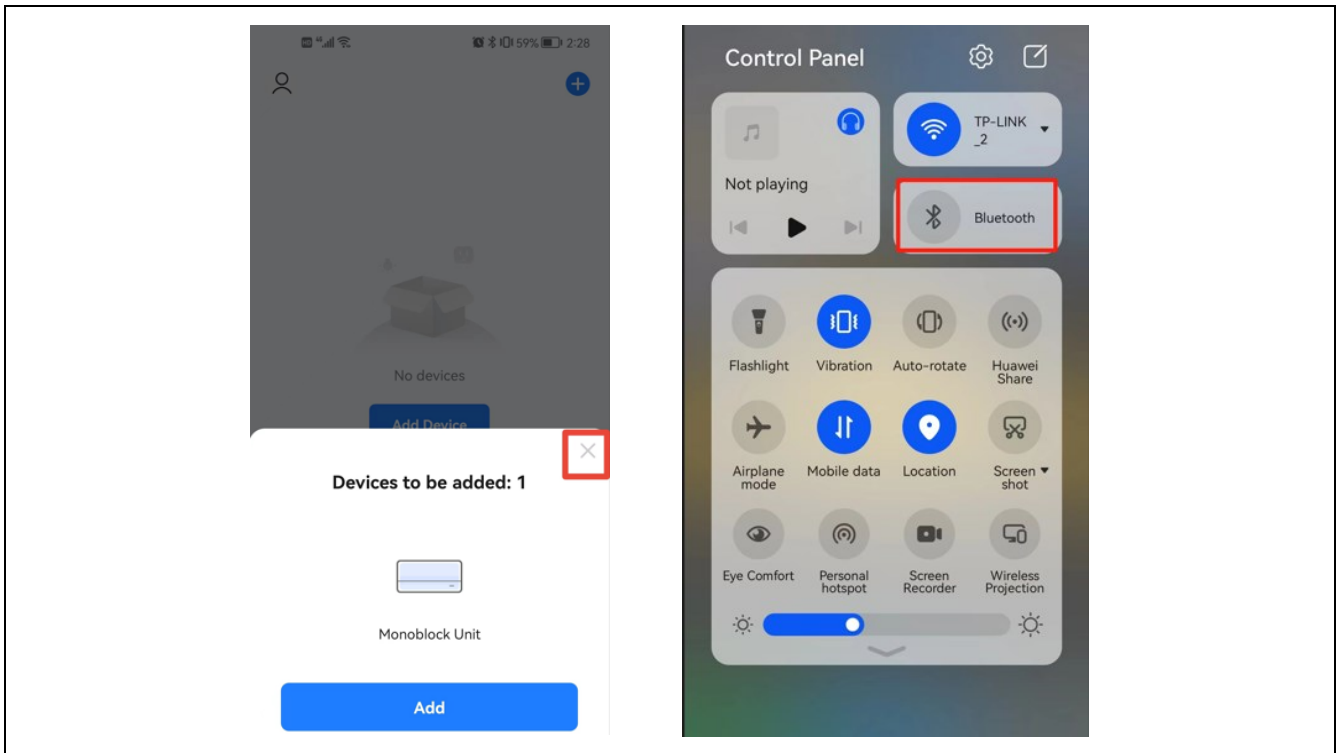 59% 2:28
No devices
Add Device
Devices to be added: 1
Monoblock Unit
Add
Control Panel
TP-LINK
_2
Not playing
Bluetooth
Flashlight Vibration Auto-rotate Huawei
Share
Airplane
mode Mobile data Location Screen
shot
Eye Comfort Personal
hotspot Screen
Recorder Wireless
Projection